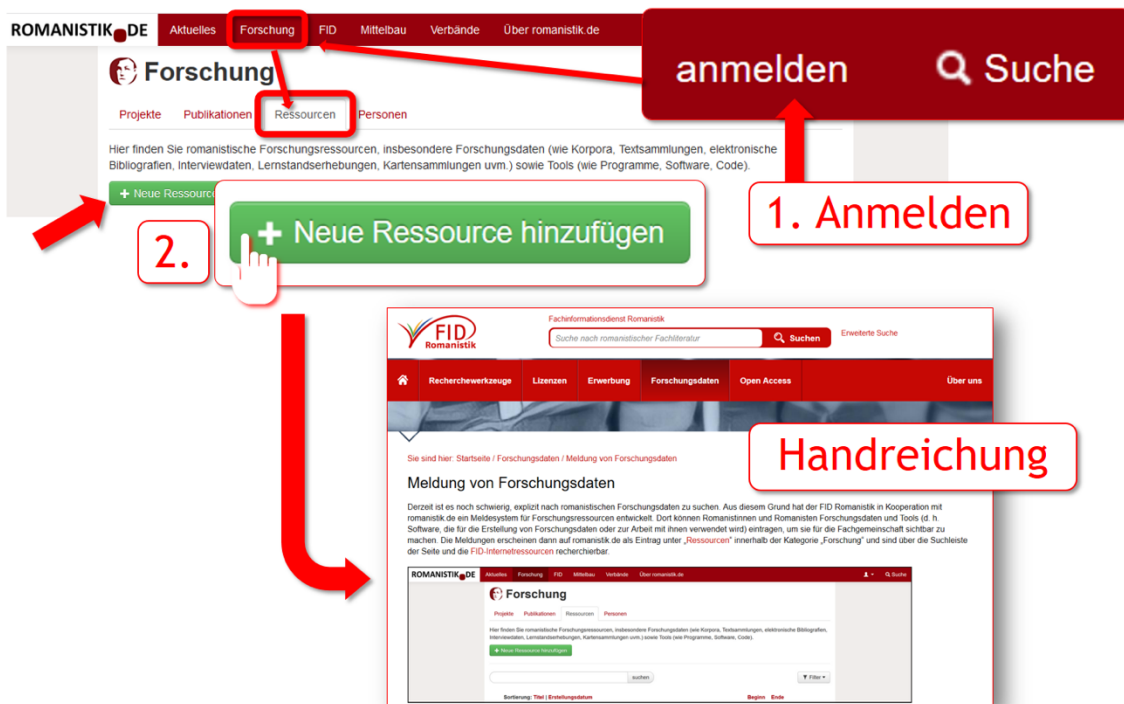 ROMANISTIK.DE Aktuelles Forschung FID Mittelbau Verbände Über romanistik.de
anmelden Suche
Forschung
Projekte Publikationen Ressourcen Personen
Hier finden Sie romanistische Forschungsressourcen, insbesondere Forschungsdaten (wie Korpora, Textsammlungen, elektronische
Bibliografien, Interviewdaten, Lernstandserhebungen, Kartensammlungen uvm.) sowie Tools (wie Programme, Software, Code).
+ Neue Ressource
1. Anmelden
2.
+ Neue Ressource hinzufügen
FID
Romanistik
Fachinformationsdienst Romanistik
Suche nach romanistischer Fachliteratur Suchen Erweiterte Suche
Recherchewerkzeuge Lizenzen Erwerbung Forschungsdaten Open Access Über uns
Handreichung
Sie sind hier: Startseite / Forschungsdaten / Meldung von Forschungsdaten
Meldung von Forschungsdaten
Derzeit ist es noch schwierig, explizit nach romanistischen Forschungsdaten zu suchen. Aus diesem Grund hat der FID Romanistik in Kooperation mit
romanistik.de ein Meldesystem für Forschungsressourcen entwickelt. Dort können Romanistinnen und Romanisten Forschungsdaten und Tools (d. h.
Software, die für die Erstellung von Forschungsdaten oder zur Arbeit mit ihnen verwendet wird) eintragen, um sie für die Fachgemeinschaft sichtbar zu
machen. Die Meldungen erscheinen dann auf romanistik.de als Eintrag unter „Ressourcen" innerhalb der Kategorie „Forschung" und sind über die Suchleiste
der Seite und die FID-Internetressourcen recherchierbar.
ROMANISTIK.DE Aktuelles Forschung FID Mittelbau Verbände Über romanistik.de Suche
Forschung
Projekte Publikationen Ressourcen Personen
Hier finden Sie romanistische Forschungsressourcen, insbesondere Forschungsdaten (wie Korpora, Textsammlungen, elektronische Bibliografien,
Interviewdaten, Lernstandserhebungen, Kartensammlungen uvm.) sowie Tools (wie Programme, Software, Code).
+ Neue Ressource hinzufügen
suchen Filter
Sortierung: Titel | Erstellungsdatum Beginn Ende